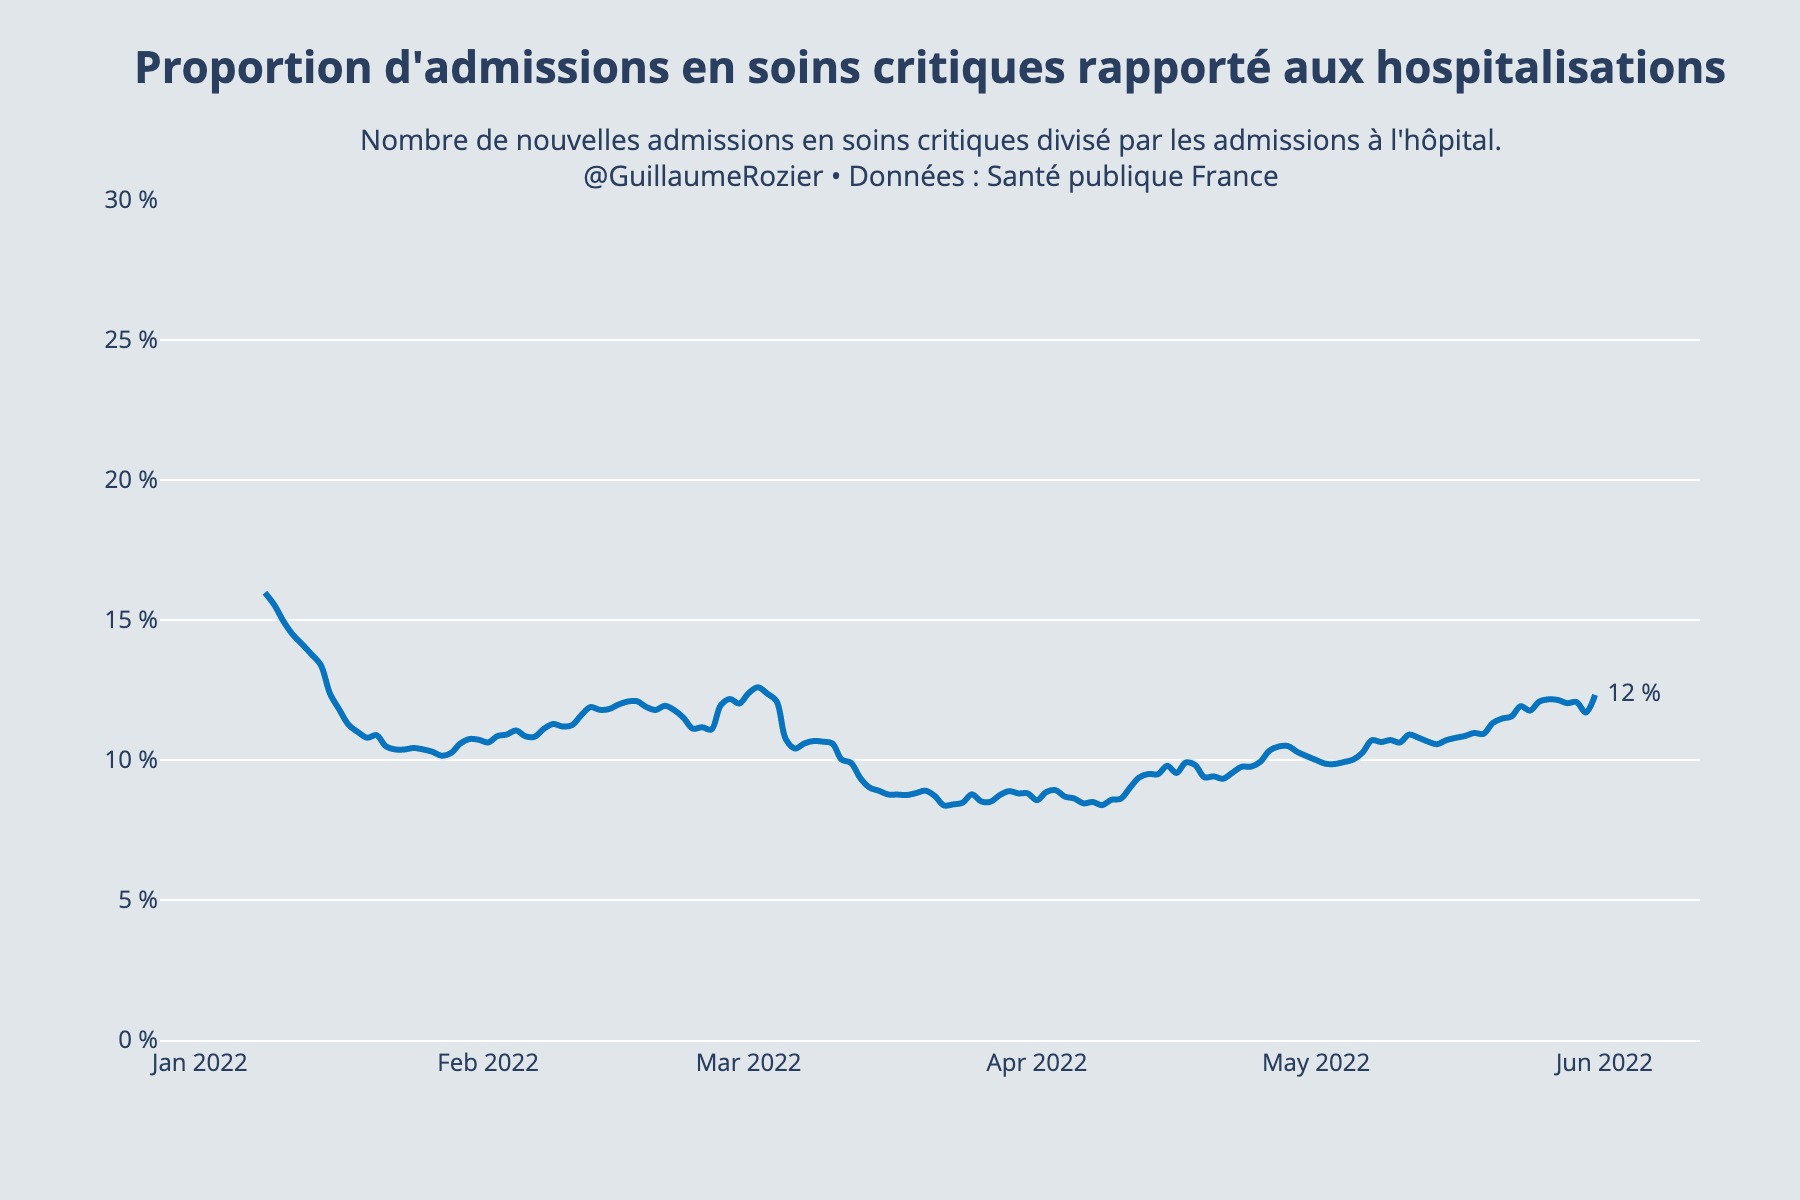 Proportion d'admissions en soins critiques rapporté aux hospitalisations
Nombre de nouvelles admissions en soins critiques divisé par les admissions à l'hôpital.
@GuillaumeRozier • Données : Santé publique France
30 %
25 %
20 %
15 %
12 %
10 %
5 %
0 %
Jan 2022 Feb 2022 Mar 2022 Apr 2022 May 2022 Jun 2022